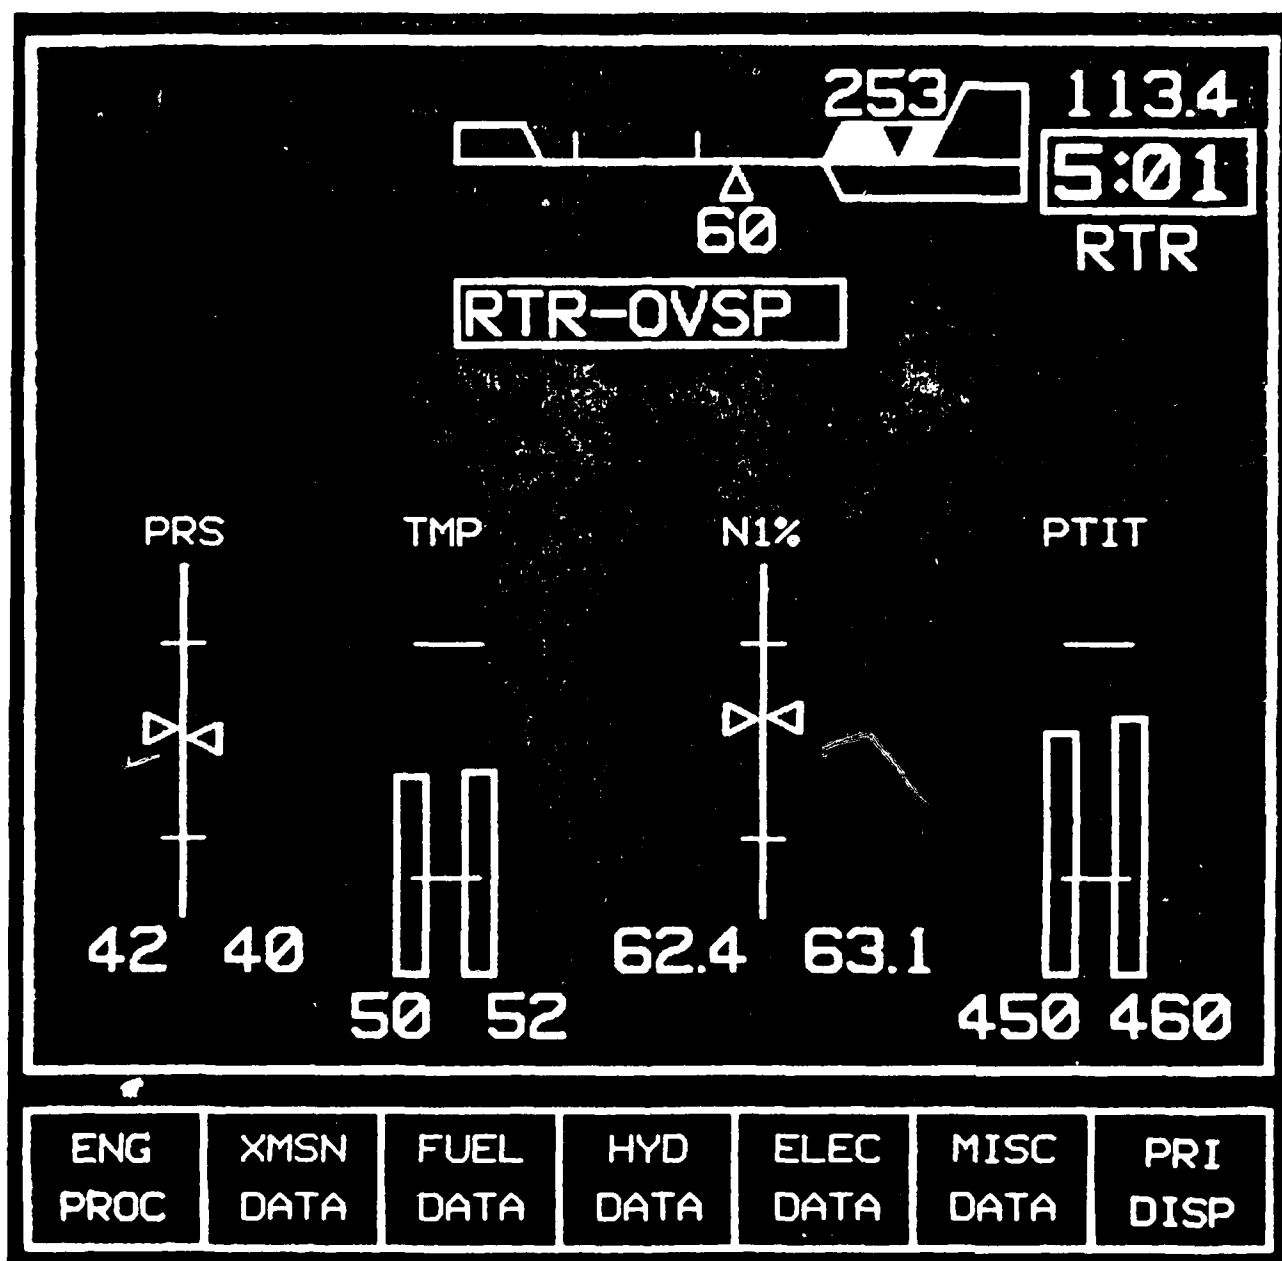 253 113.4
5:01
60 RTR
RTR-OVSP
PRS TMP N1% PTIT
42 40 62.4 63.1
50 52 450 460
ENG XMSN FUEL HYD ELEC MISC PRI
PROC DATA DATA DATA DATA DATA DISP